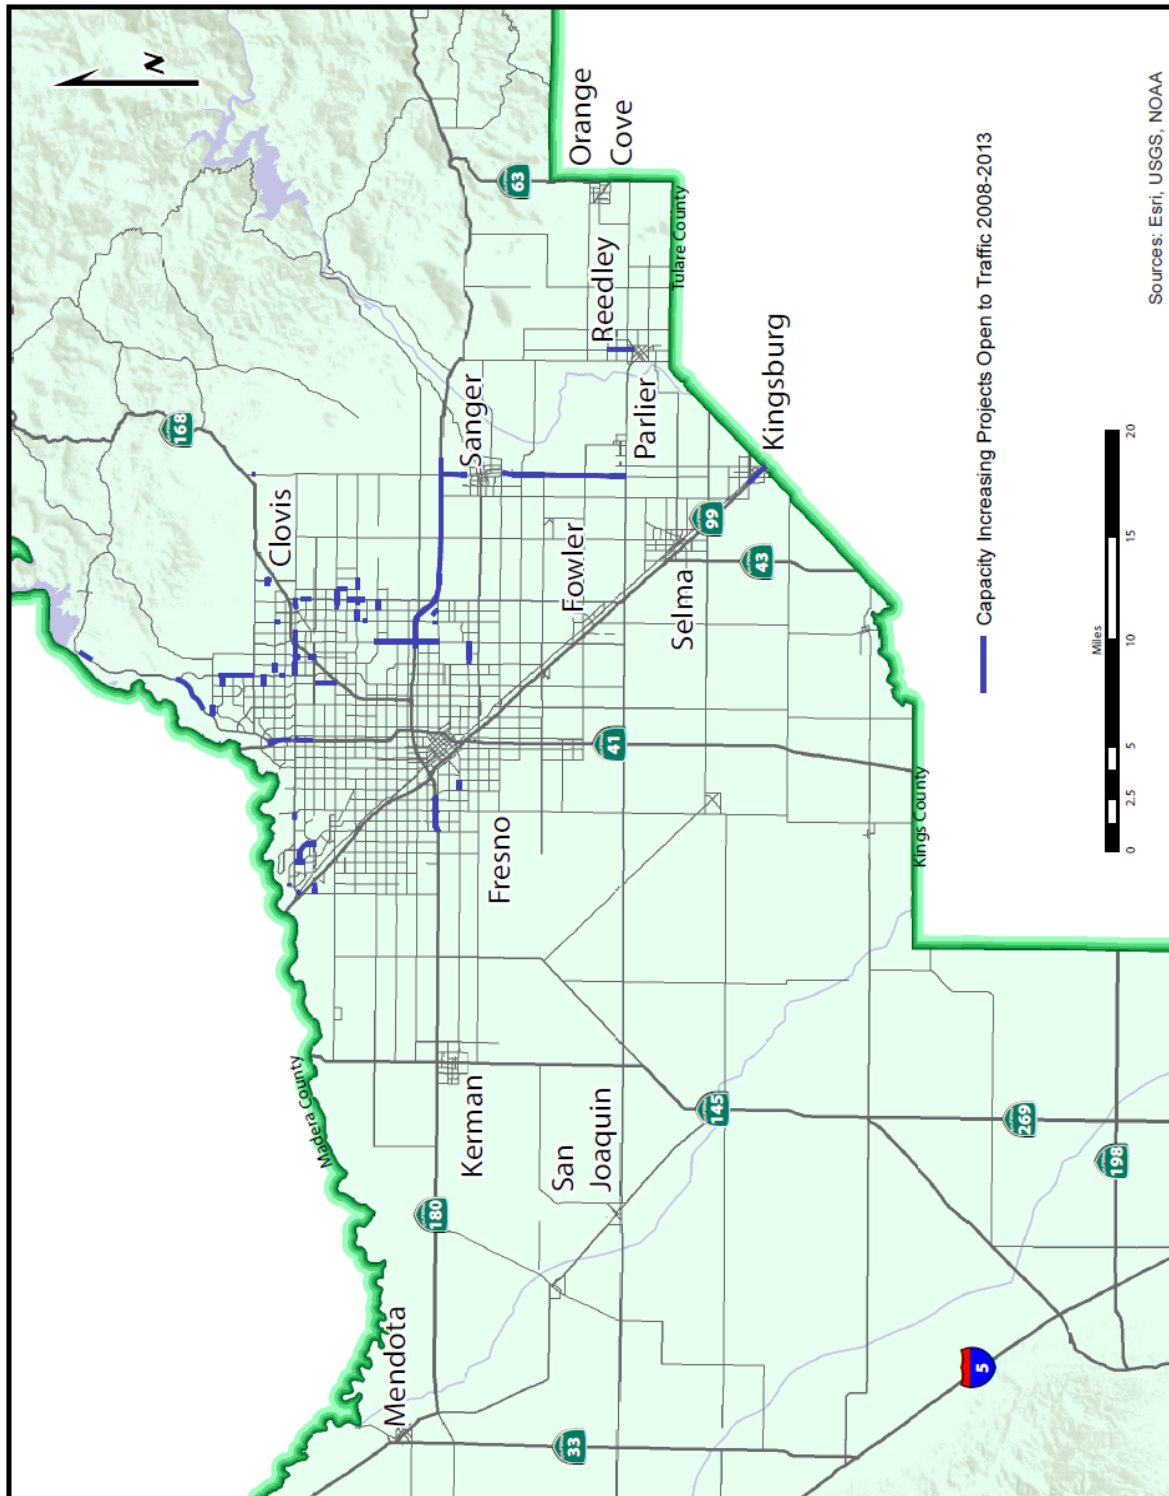 N
168
Clovis
63
Orange
Cove
Sanger
Reedley
Tulare County
Parlier
Kingsburg
Fowler
99
Selma
43
41
Fresno
Kings County
Madera County
Kerman
San
Joaquin
180
145
269
198
Mendota
33
5
Capacity Increasing Projects Open to Traffic 2008-2013
Miles
0 2.5 5 10 15 20
Sources: Esri, USGS, NOAA